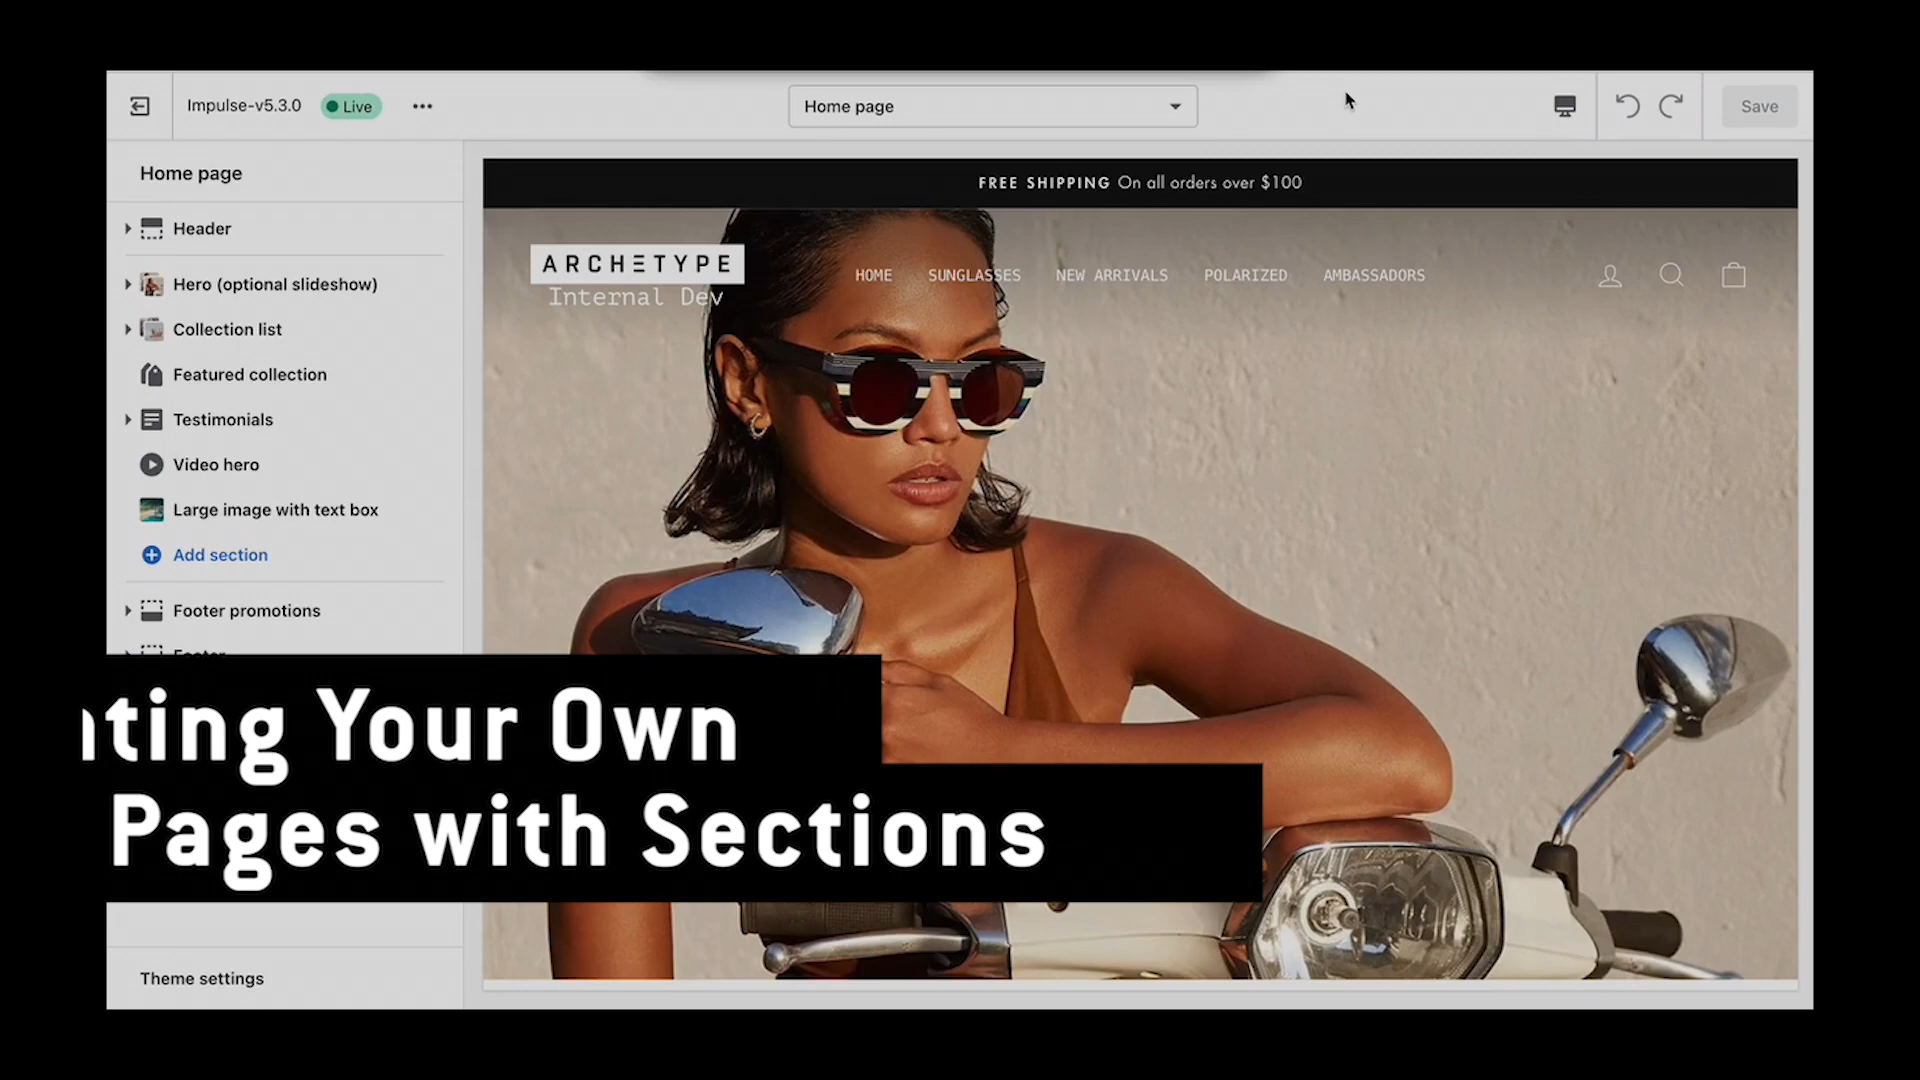 Impulse-v5.3.0
Live
Home page
Save
Home page
Header
Hero (optional slideshow)
Collection list
Featured collection
Testimonials
Video hero
Large image with text box
Add section
Footer promotions
Theme settings
FREE SHIPPING On all orders over $100
ARCHETYPE
Internal Dev
HOME
SUNGLASSES
NEW ARRIVALS
POLARIZED
AMBASSADORS
ting Your Own
Pages with Sections